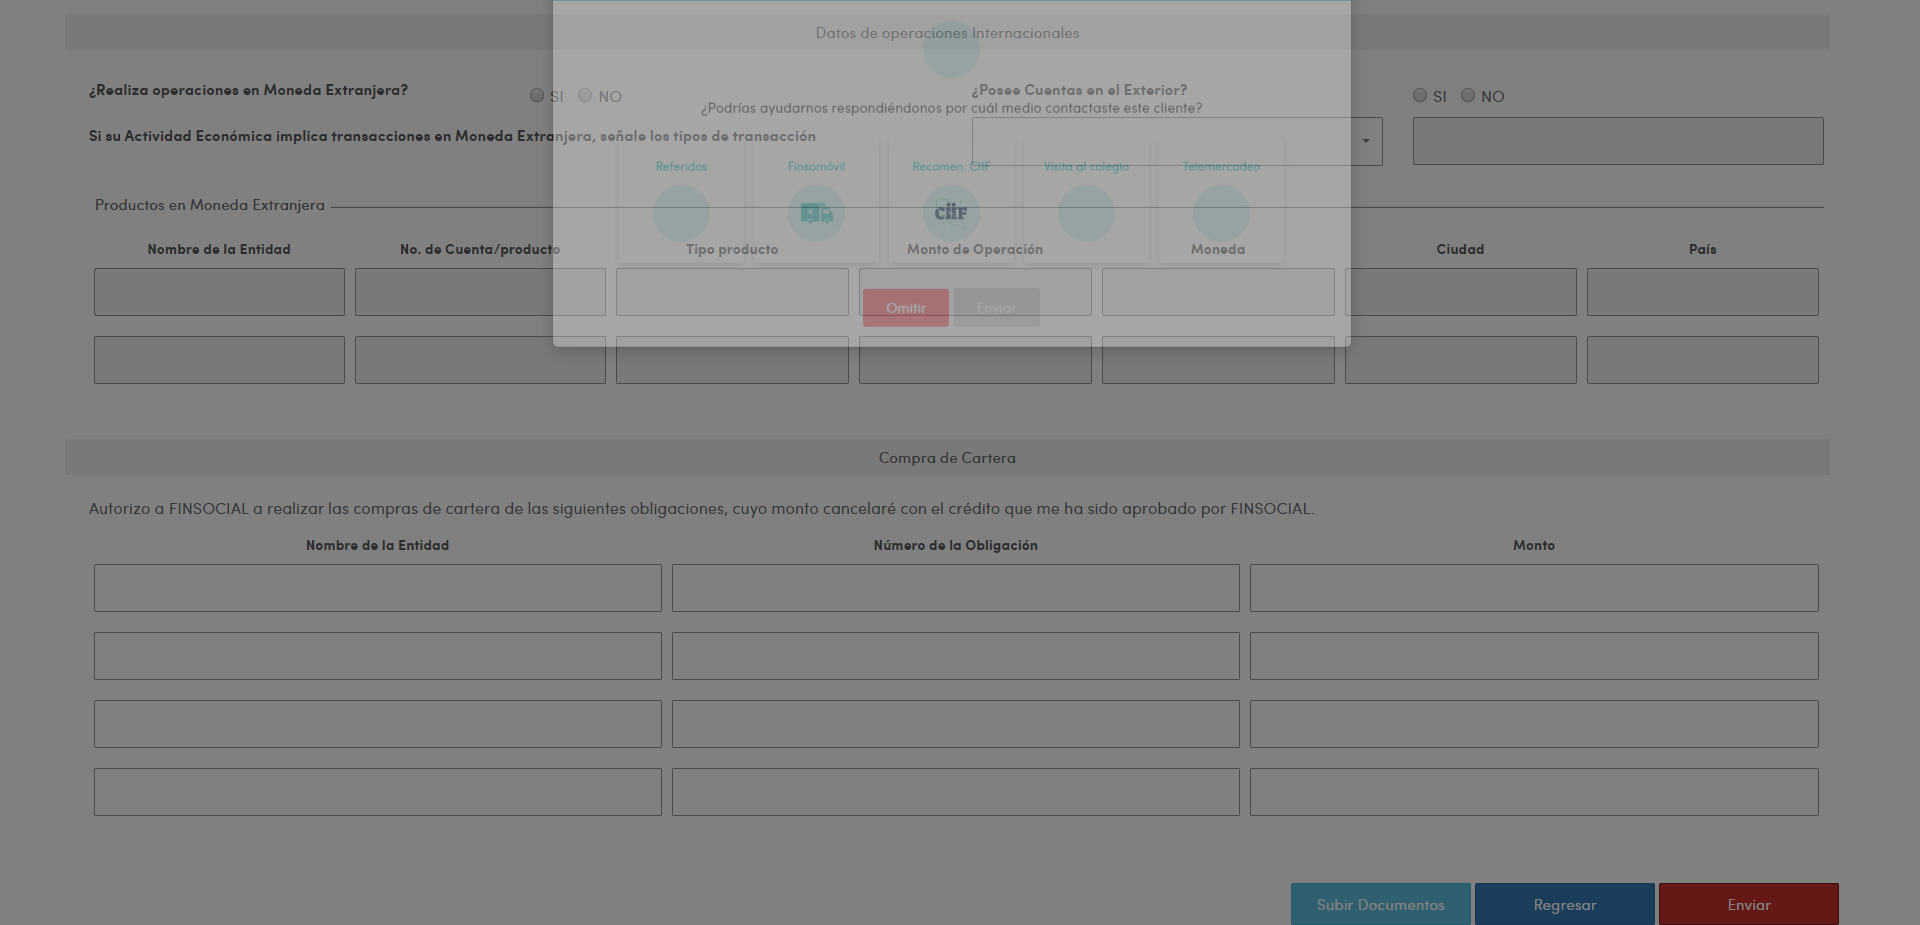 Datos de operaciones Internacionales
¿Realiza operaciones en Moneda Extranjera?
SI
NO
¿Posee Cuentas en el Exterior?
SI
NO
¿Podrías ayudarnos respondiéndonos por cuál medio contactaste este cliente?
Si su Actividad Económica implica transacciones en Moneda Extranjera, señale los tipos de transacción
Referidos
Finsomóvil
Recomen. CIIF
Visita al colegio
Telemercadeo
CiiF
Productos en Moneda Extranjera
Nombre de la Entidad
No. de Cuenta/producto
Tipo producto
Monto de Operación
Moneda
Ciudad
País
Omitir
Enviar
Compra de Cartera
Autorizo a FINSOCIAL a realizar las compras de cartera de las siguientes obligaciones, cuyo monto cancelaré con el crédito que me ha sido aprobado por FINSOCIAL.
Nombre de la Entidad
Número de la Obligación
Monto
Subir Documentos
Regresar
Enviar